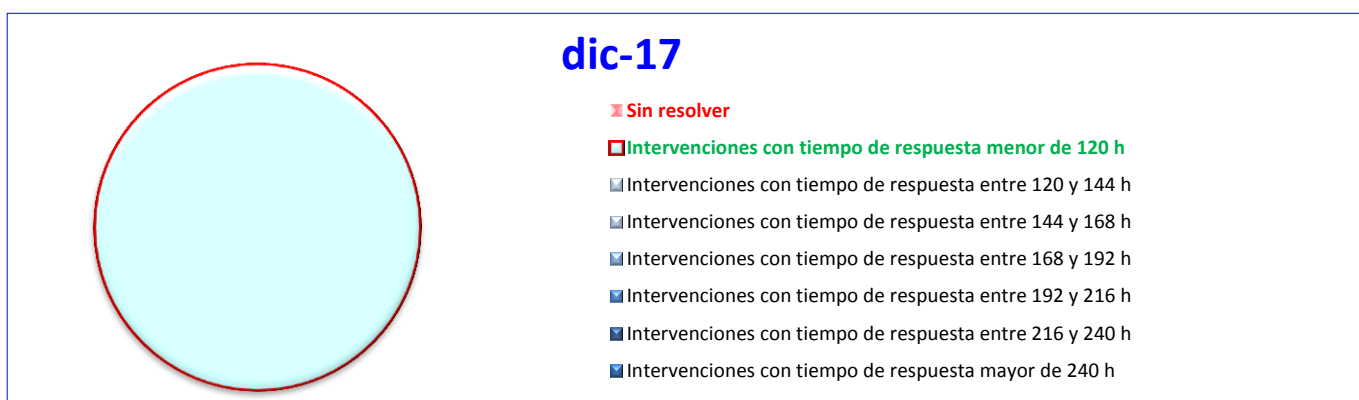 dic-17
Sin resolver
Intervenciones con tiempo de respuesta menor de 120 h
Intervenciones con tiempo de respuesta entre 120 y 144 h
Intervenciones con tiempo de respuesta entre 144 y 168 h
Intervenciones con tiempo de respuesta entre 168 y 192 h
Intervenciones con tiempo de respuesta entre 192 y 216 h
Intervenciones con tiempo de respuesta entre 216 y 240 h
Intervenciones con tiempo de respuesta mayor de 240 h